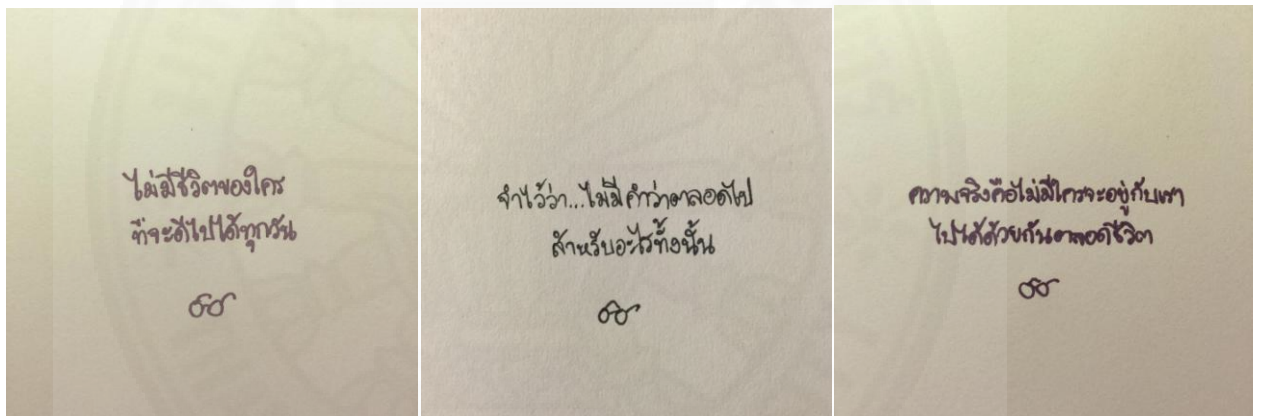 ไม่มีชีวิตของใคร
ที่จะดีไปได้ทุกวัน
จำไว้ว่า...ไม่มีคำว่าตลอดไป
สำหรับอะไรทั้งนั้น
ความจริงคือไม่มีใครจะอยู่กับเรา
ไปได้ด้วยกันตลอดชีวิต